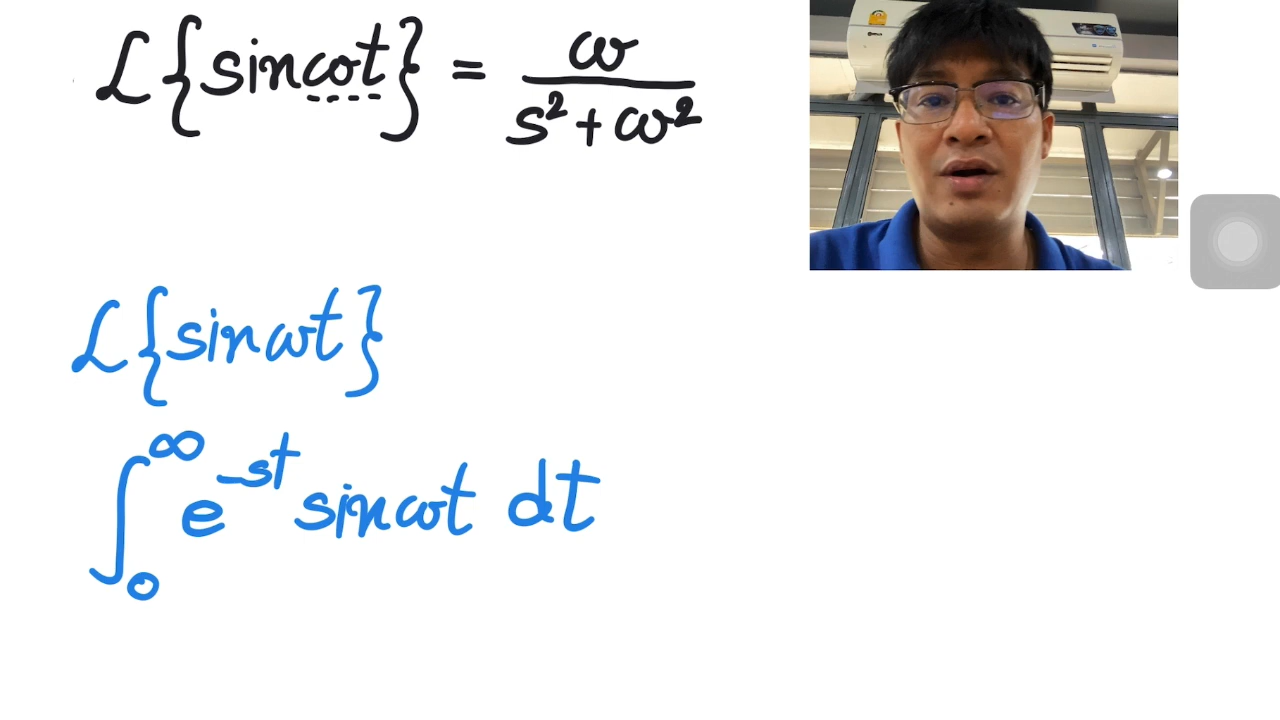 ℒ{sinωt} = ω / (s² + ω²)
ℒ{sinωt}
∫₀^∞ e^(-st) sinωt dt